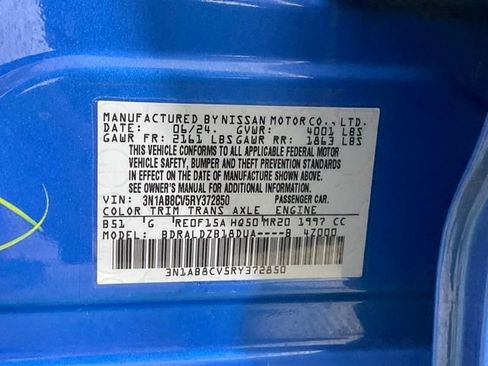 MANUFACTURED BY NISSAN MOTOR CO., LTD.
DATE: 06/24. GVWR: 4001 LBS
GAWR FR: 2161 LBS GAWR RR: 1863 LBS
THIS VEHICLE CONFORMS TO ALL APPLICABLE FEDERAL MOTOR
VEHICLE SAFETY, BUMPER AND THEFT PREVENTION STANDARDS
IN EFFECT ON THE DATE OF MANUFACTURE SHOWN ABOVE.
SEE OWNER'S MANUAL FOR ADDITIONAL INFORMATION.
VIN: 3N1AB8CV5RY372850 PASSENGER CAR.
COLOR TRIM TRANS AXLE ENGINE
B51 G RE0F15A HQ50 MR20 1997 CC
MODEL: BDRALDZB18DUA----B 4Z000
3N1AB8CV5RY372850